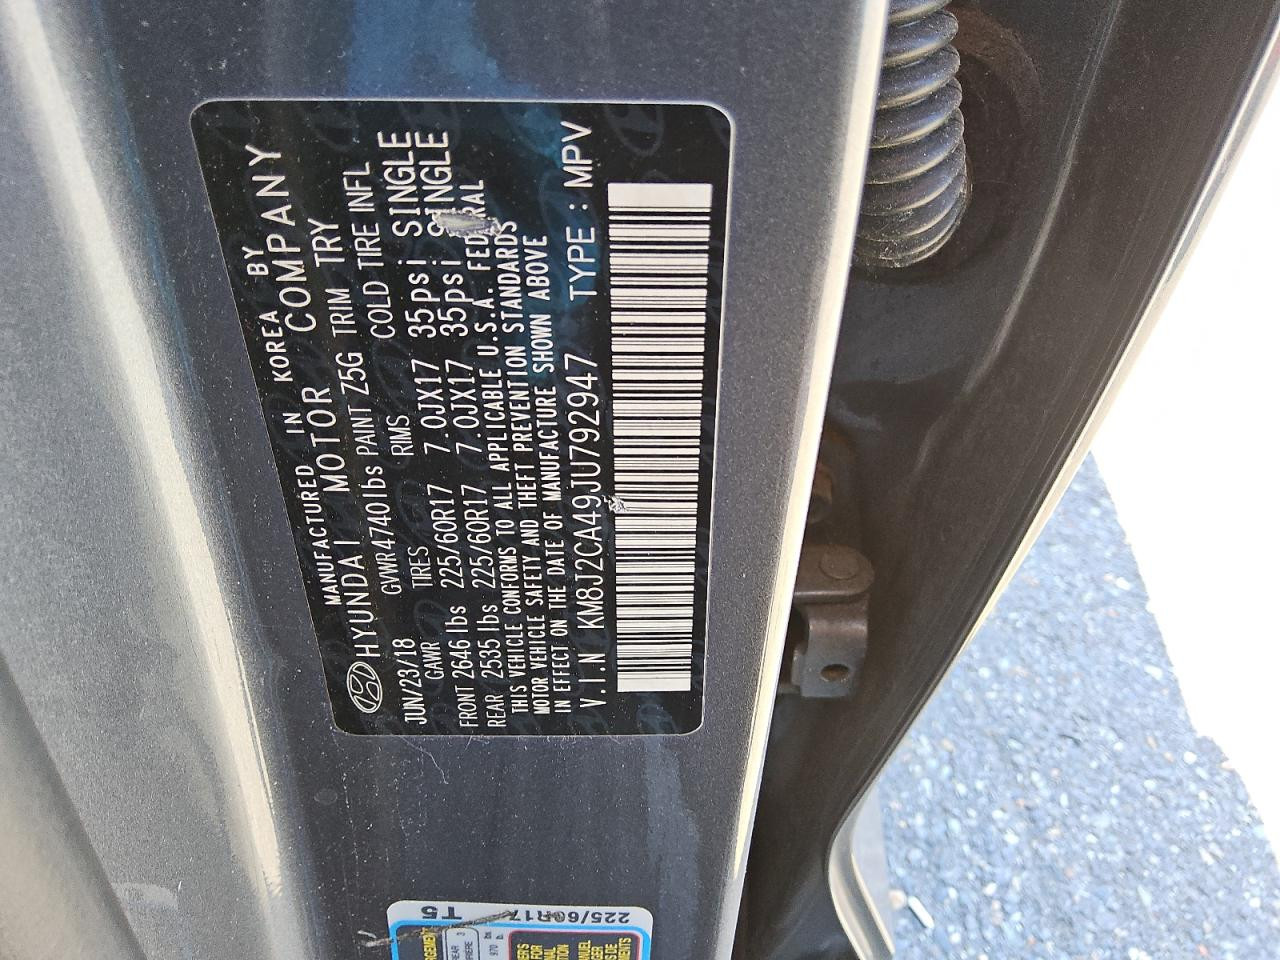 MANUFACTURED IN KOREA BY
HYUNDAI MOTOR COMPANY
JUN/23/18 GVWR 4740 lbs PAINT Z5G TRIM TRY
GAWR TIRES RIMS COLD TIRE INFL
FRONT 2646 lbs 225/60R17 7.0JX17 35psi SINGLE
REAR 2535 lbs 225/60R17 7.0JX17 35psi SINGLE
THIS VEHICLE CONFORMS TO ALL APPLICABLE U.S.A. FEDERAL
MOTOR VEHICLE SAFETY AND THEFT PREVENTION STANDARDS
IN EFFECT ON THE DATE OF MANUFACTURE SHOWN ABOVE
V.I.N KM8J2CA49JU792947 TYPE : MPV
225/60R17
T5